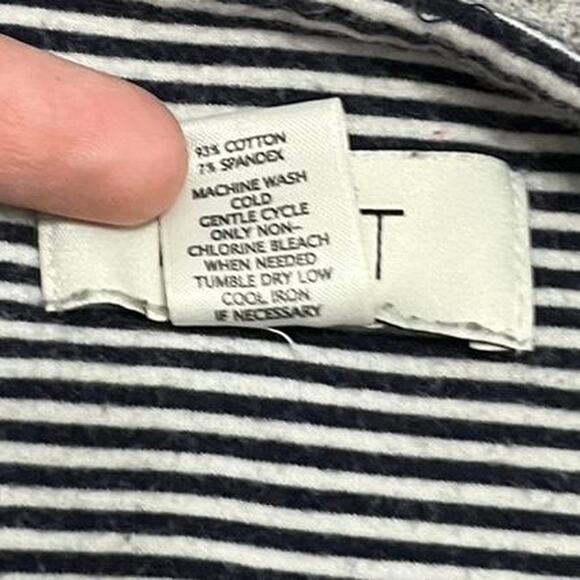 93% COTTON
7% SPANDEX
MACHINE WASH
COLD
GENTLE CYCLE
ONLY NON-
CHLORINE BLEACH
WHEN NEEDED
TUMBLE DRY LOW
COOL IRON
IF NECESSARY
T